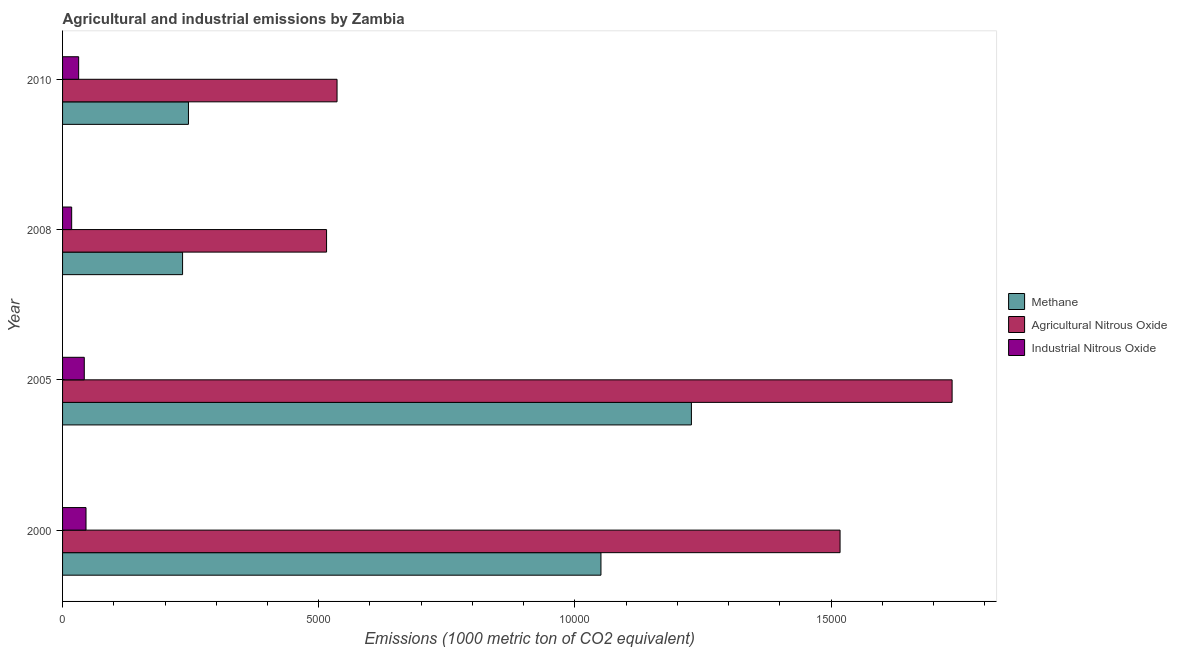 Agricultural and industrial emissions by Zambia
2010
2008
2005
2000
Year
0
5000
10000
15000
Emissions (1000 metric ton of CO2 equivalent)
Methane
Agricultural Nitrous Oxide
Industrial Nitrous Oxide